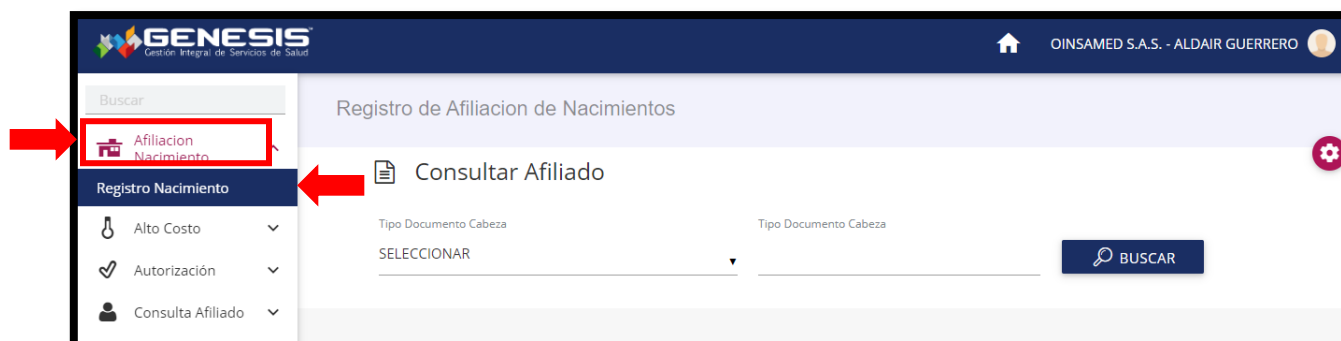 GENESIS
Gestión Integral de Servicios de Salud
OINSAMED S.A.S. - ALDAIR GUERRERO
Buscar
Registro de Afiliacion de Nacimientos
Afiliacion
Nacimiento
Registro Nacimiento
Consultar Afiliado
Alto Costo
Tipo Documento Cabeza
Tipo Documento Cabeza
SELECCIONAR
BUSCAR
Autorización
Consulta Afiliado